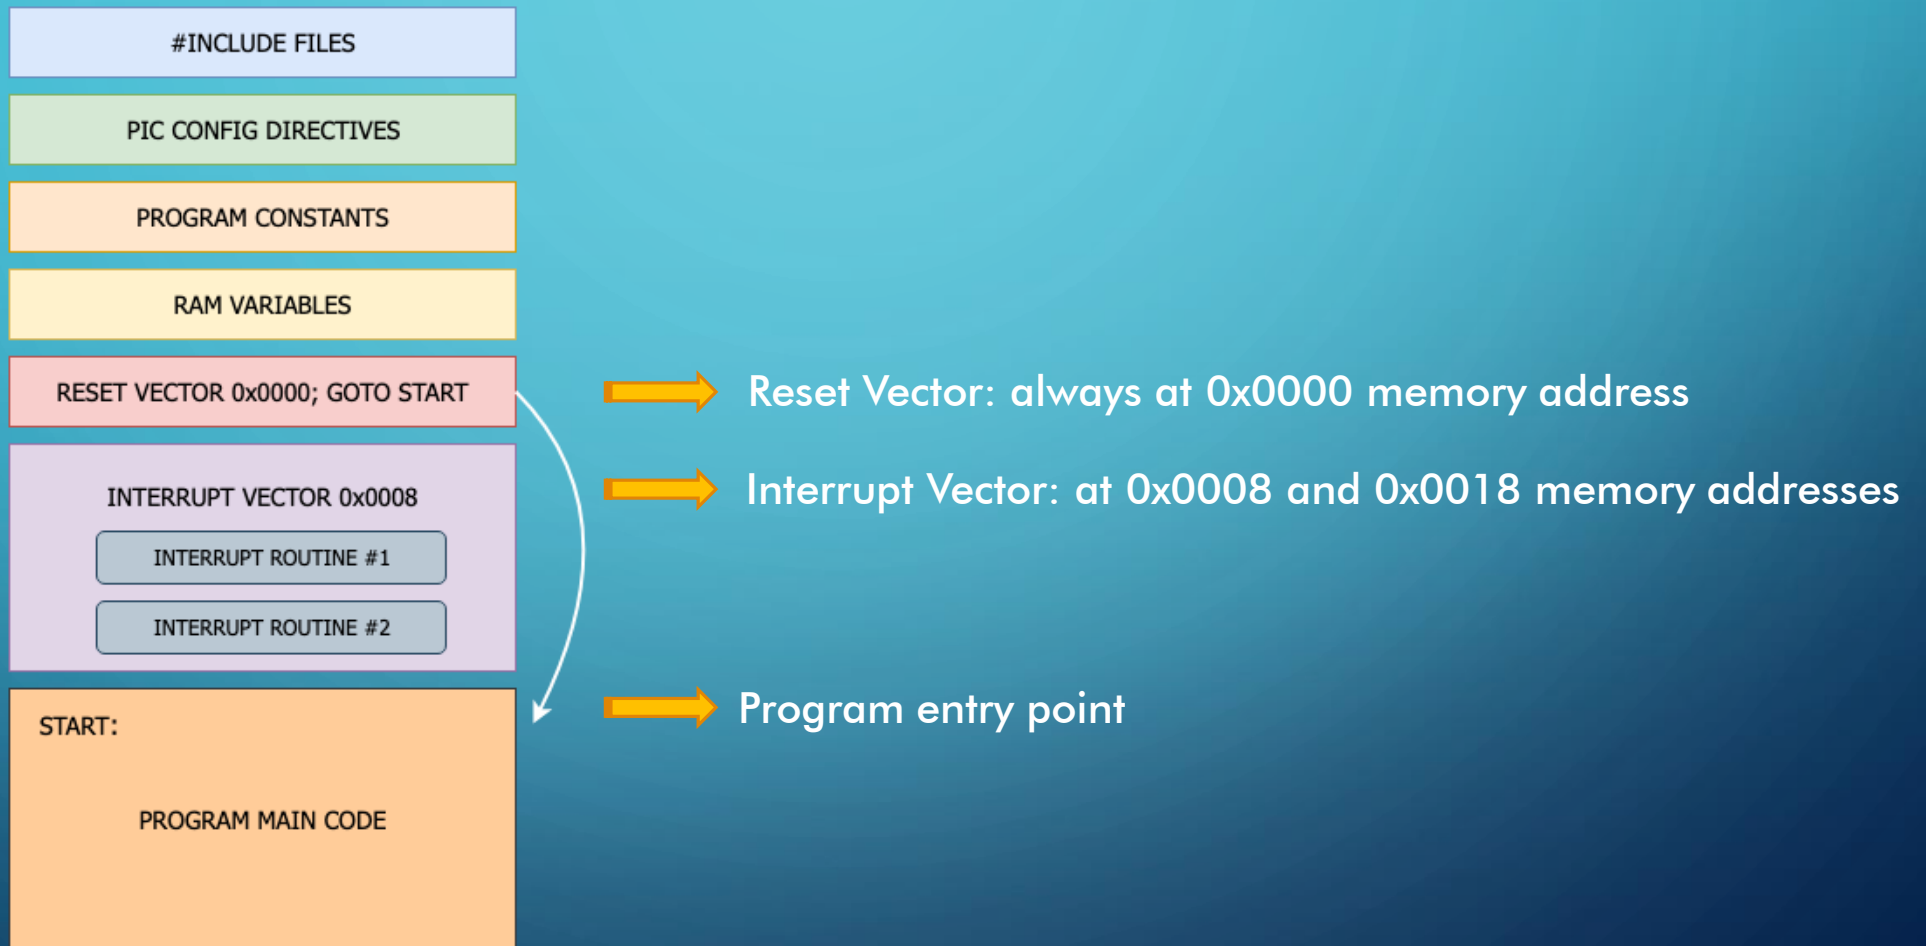 #INCLUDE FILES
PIC CONFIG DIRECTIVES
PROGRAM CONSTANTS
RAM VARIABLES
RESET VECTOR 0x0000; GOTO START
Reset Vector: always at 0x0000 memory address
INTERRUPT VECTOR 0x0008
Interrupt Vector: at 0x0008 and 0x0018 memory addresses
INTERRUPT ROUTINE #1
INTERRUPT ROUTINE #2
START:
Program entry point
PROGRAM MAIN CODE